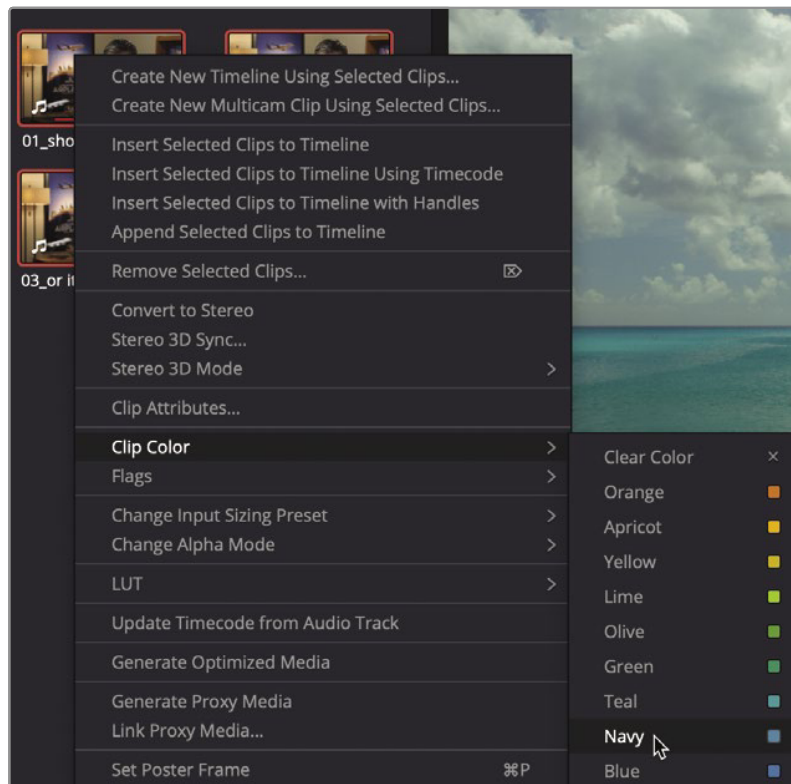 Create New Timeline Using Selected Clips...
Create New Multicam Clip Using Selected Clips...
01_sho
Insert Selected Clips to Timeline
Insert Selected Clips to Timeline Using Timecode
Insert Selected Clips to Timeline with Handles
Append Selected Clips to Timeline
03_or it
Remove Selected Clips...
Convert to Stereo
Stereo 3D Sync...
Stereo 3D Mode >
Clip Attributes...
Clip Color >
Flags >
Change Input Sizing Preset >
Change Alpha Mode >
LUT >
Update Timecode from Audio Track
Generate Optimized Media
Generate Proxy Media
Link Proxy Media...
Set Poster Frame ⌘P
Clear Color ×
Orange
Apricot
Yellow
Lime
Olive
Green
Teal
Navy
Blue